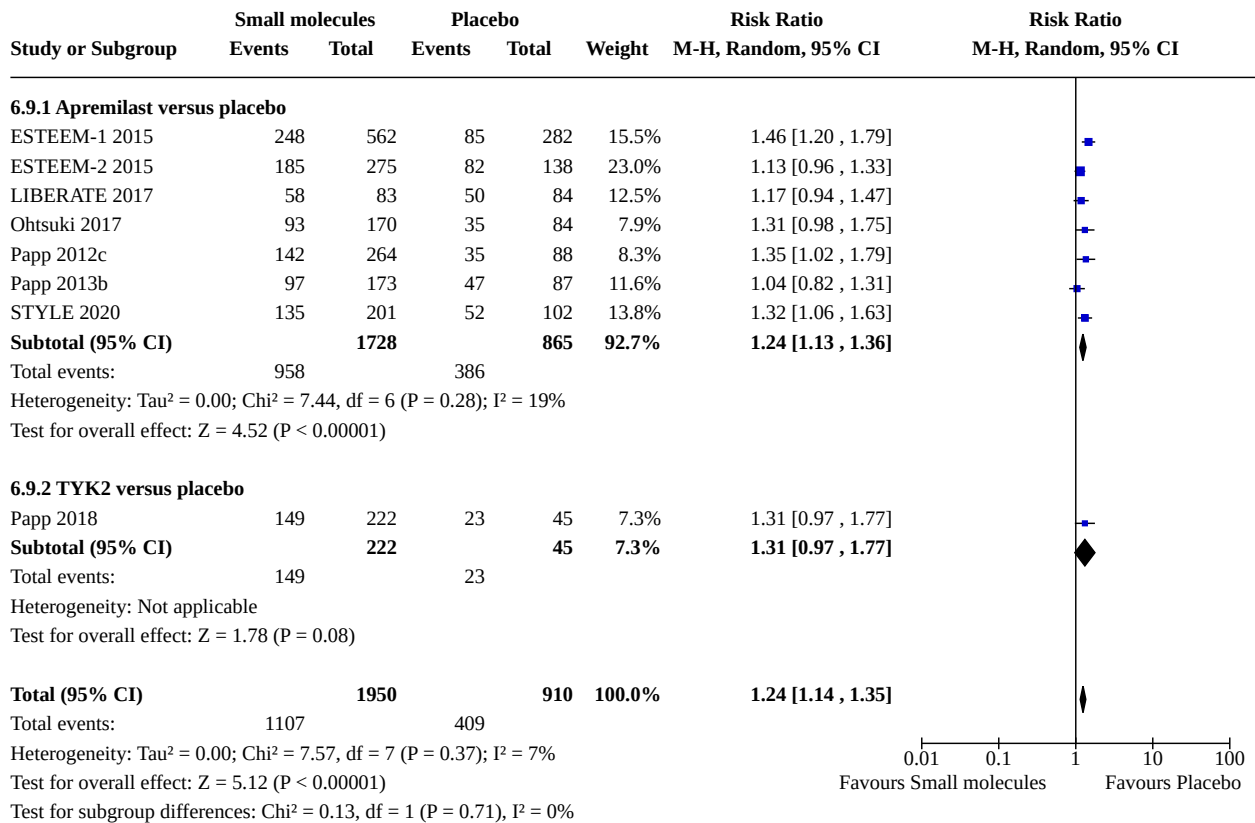 Small molecules Placebo Risk Ratio Risk Ratio
Study or Subgroup Events Total Events Total Weight M-H, Random, 95% CI M-H, Random, 95% CI
6.9.1 Apremilast versus placebo
ESTEEM-1 2015 248 562 85 282 15.5% 1.46 [1.20 , 1.79]
ESTEEM-2 2015 185 275 82 138 23.0% 1.13 [0.96 , 1.33]
LIBERATE 2017 58 83 50 84 12.5% 1.17 [0.94 , 1.47]
Ohtsuki 2017 93 170 35 84 7.9% 1.31 [0.98 , 1.75]
Papp 2012c 142 264 35 88 8.3% 1.35 [1.02 , 1.79]
Papp 2013b 97 173 47 87 11.6% 1.04 [0.82 , 1.31]
STYLE 2020 135 201 52 102 13.8% 1.32 [1.06 , 1.63]
Subtotal (95% CI) 1728 865 92.7% 1.24 [1.13 , 1.36]
Total events: 958 386
Heterogeneity: Tau² = 0.00; Chi² = 7.44, df = 6 (P = 0.28); I² = 19%
Test for overall effect: Z = 4.52 (P < 0.00001)
6.9.2 TYK2 versus placebo
Papp 2018 149 222 23 45 7.3% 1.31 [0.97 , 1.77]
Subtotal (95% CI) 222 45 7.3% 1.31 [0.97 , 1.77]
Total events: 149 23
Heterogeneity: Not applicable
Test for overall effect: Z = 1.78 (P = 0.08)
Total (95% CI) 1950 910 100.0% 1.24 [1.14 , 1.35]
Total events: 1107 409
Heterogeneity: Tau² = 0.00; Chi² = 7.57, df = 7 (P = 0.37); I² = 7%
0.01 0.1 1 10 100
Test for overall effect: Z = 5.12 (P < 0.00001)
Favours Small molecules Favours Placebo
Test for subgroup differences: Chi² = 0.13, df = 1 (P = 0.71), I² = 0%